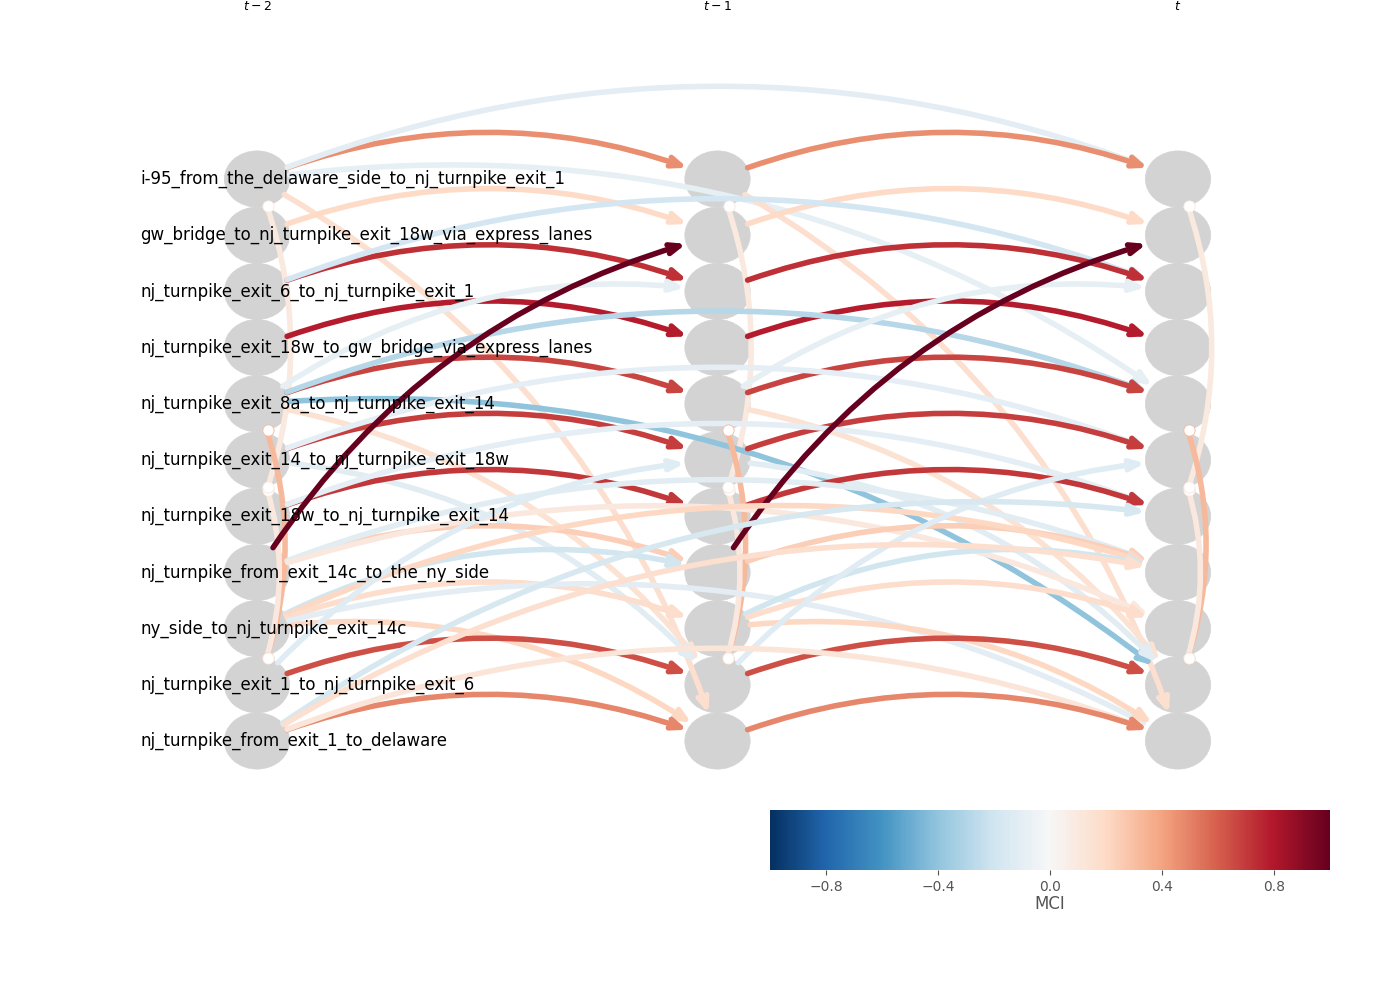 t − 2 t − 1 t
i-95_from_the_delaware_side_to_nj_turnpike_exit_1
gw_bridge_to_nj_turnpike_exit_18w_via_express_lanes
nj_turnpike_exit_6_to_nj_turnpike_exit_1
nj_turnpike_exit_18w_to_gw_bridge_via_express_lanes
nj_turnpike_exit_8a_to_nj_turnpike_exit_14
nj_turnpike_exit_14_to_nj_turnpike_exit_18w
nj_turnpike_exit_18w_to_nj_turnpike_exit_14
nj_turnpike_from_exit_14c_to_the_ny_side
ny_side_to_nj_turnpike_exit_14c
nj_turnpike_exit_1_to_nj_turnpike_exit_6
nj_turnpike_from_exit_1_to_delaware
−0.8 −0.4 0.0 0.4 0.8
MCI